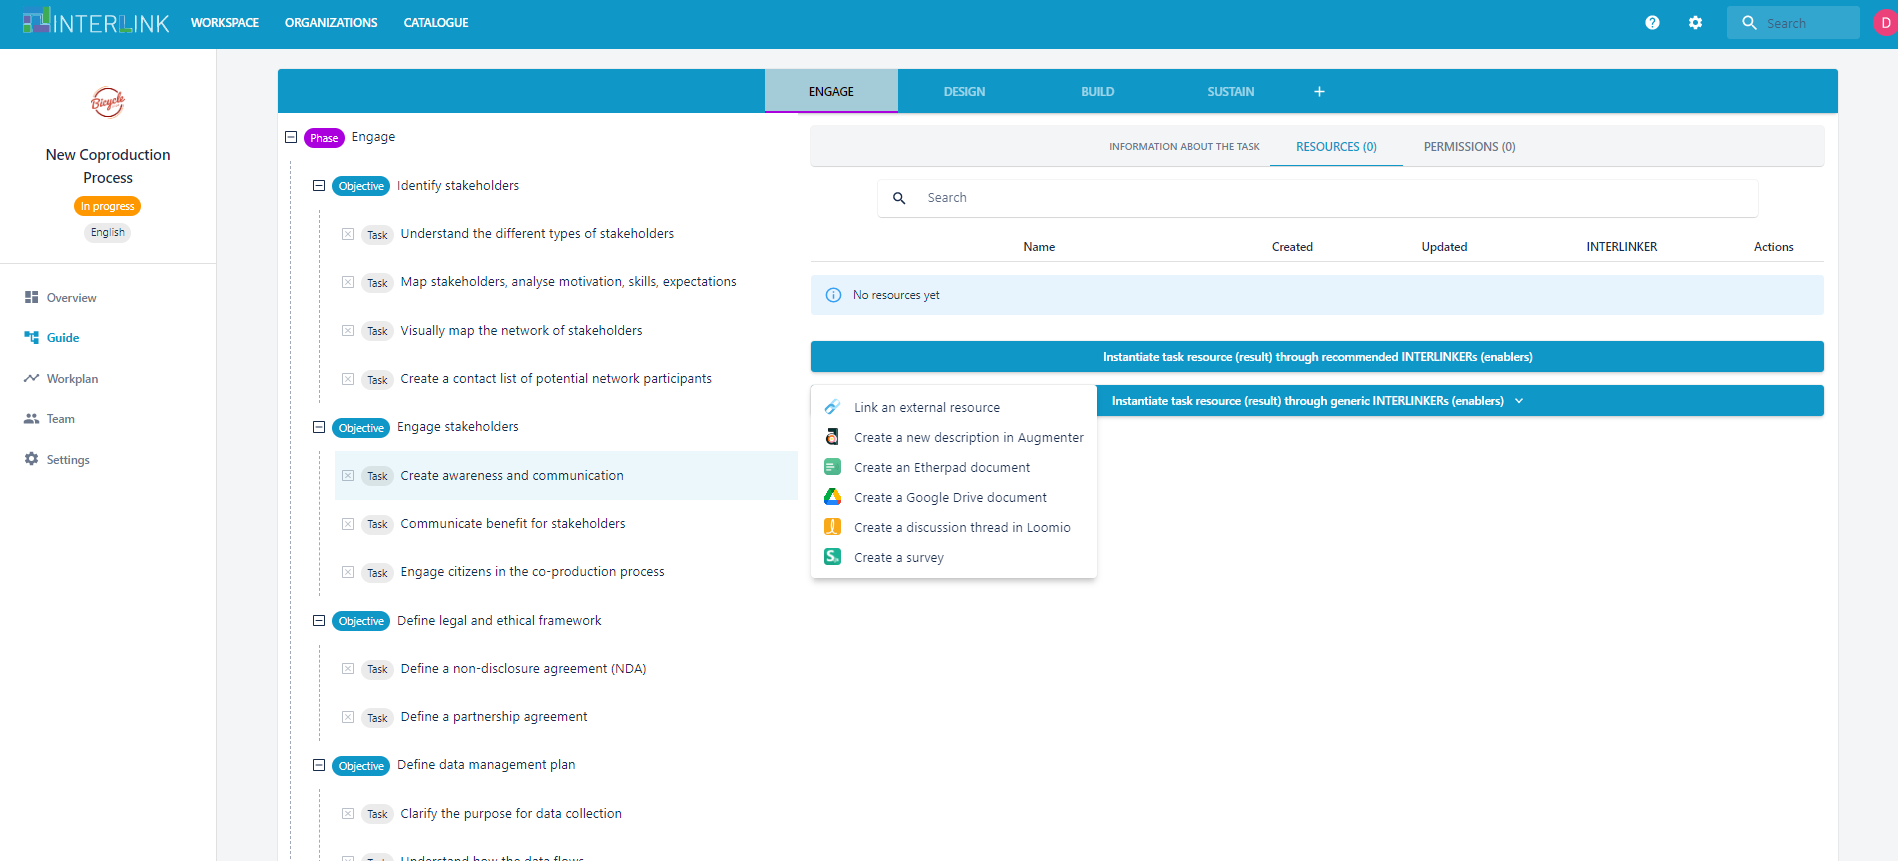 INTERLINK
WORKSPACE
ORGANIZATIONS
CATALOGUE
Search
D
Bicycle
New Coproduction
Process
In progress
English
Overview
Guide
Workplan
Team
Settings
ENGAGE
DESIGN
BUILD
SUSTAIN
+
Phase Engage
Objective Identify stakeholders
Task Understand the different types of stakeholders
Task Map stakeholders, analyse motivation, skills, expectations
Task Visually map the network of stakeholders
Task Create a contact list of potential network participants
Objective Engage stakeholders
Task Create awareness and communication
Task Communicate benefit for stakeholders
Task Engage citizens in the co-production process
Objective Define legal and ethical framework
Task Define a non-disclosure agreement (NDA)
Task Define a partnership agreement
Objective Define data management plan
Task Clarify the purpose for data collection
Task Understand how the data flows
INFORMATION ABOUT THE TASK
RESOURCES (0)
PERMISSIONS (0)
Search
Name Created Updated INTERLINKER Actions
No resources yet
Instantiate task resource (result) through recommended INTERLINKERs (enablers)
Instantiate task resource (result) through generic INTERLINKERs (enablers)
Link an external resource
Create a new description in Augmenter
Create an Etherpad document
Create a Google Drive document
Create a discussion thread in Loomio
Create a survey